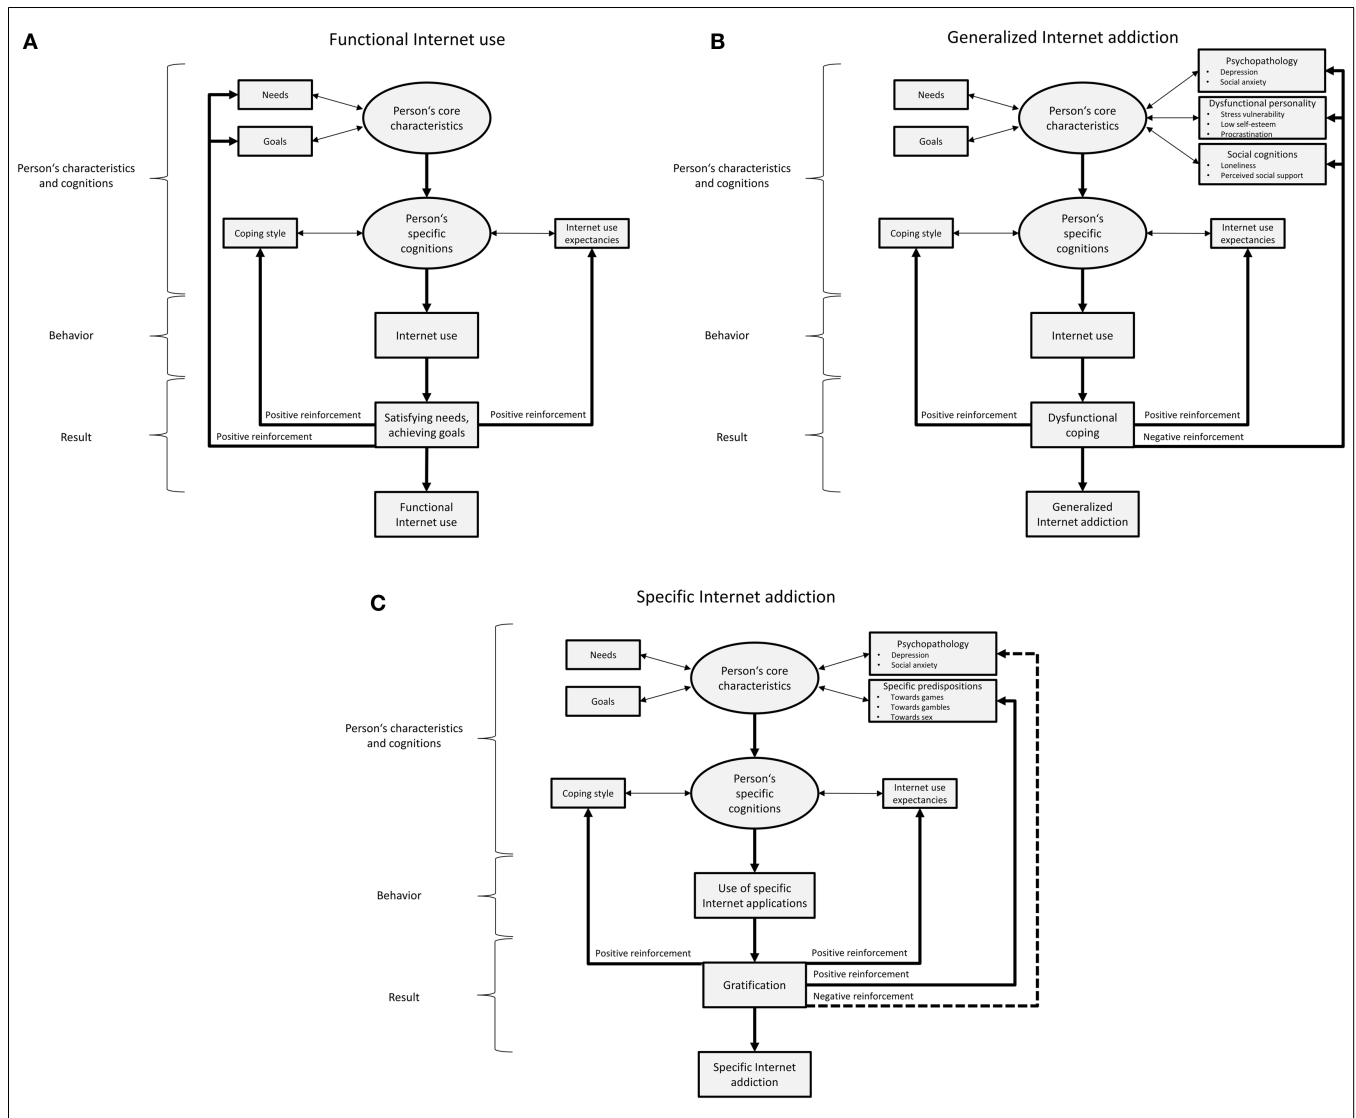 A
Functional Internet use
Needs
Goals
Person's core
characteristics
Person's characteristics
and cognitions
Coping style
Person's
specific
cognitions
Internet use
expectancies
Behavior
Internet use
Result
Positive reinforcement
Satisfying needs,
achieving goals
Positive reinforcement
Positive reinforcement
Functional
Internet use
B
Generalized Internet addiction
Needs
Goals
Person's core
characteristics
Psychopathology
• Depression
• Social anxiety
Dysfunctional personality
• Stress vulnerability
• Low self-esteem
• Procrastination
Social cognitions
• Loneliness
• Perceived social support
Person's characteristics
and cognitions
Coping style
Person's
specific
cognitions
Internet use
expectancies
Behavior
Internet use
Result
Positive reinforcement
Dysfunctional
coping
Positive reinforcement
Negative reinforcement
Generalized
Internet addiction
C
Specific Internet addiction
Needs
Goals
Person's core
characteristics
Psychopathology
• Depression
• Social anxiety
Specific predispositions
• Towards games
• Towards gambles
• Towards sex
Person's characteristics
and cognitions
Coping style
Person's
specific
cognitions
Internet use
expectancies
Behavior
Use of specific
Internet applications
Result
Positive reinforcement
Gratification
Positive reinforcement
Positive reinforcement
Negative reinforcement
Specific Internet
addiction